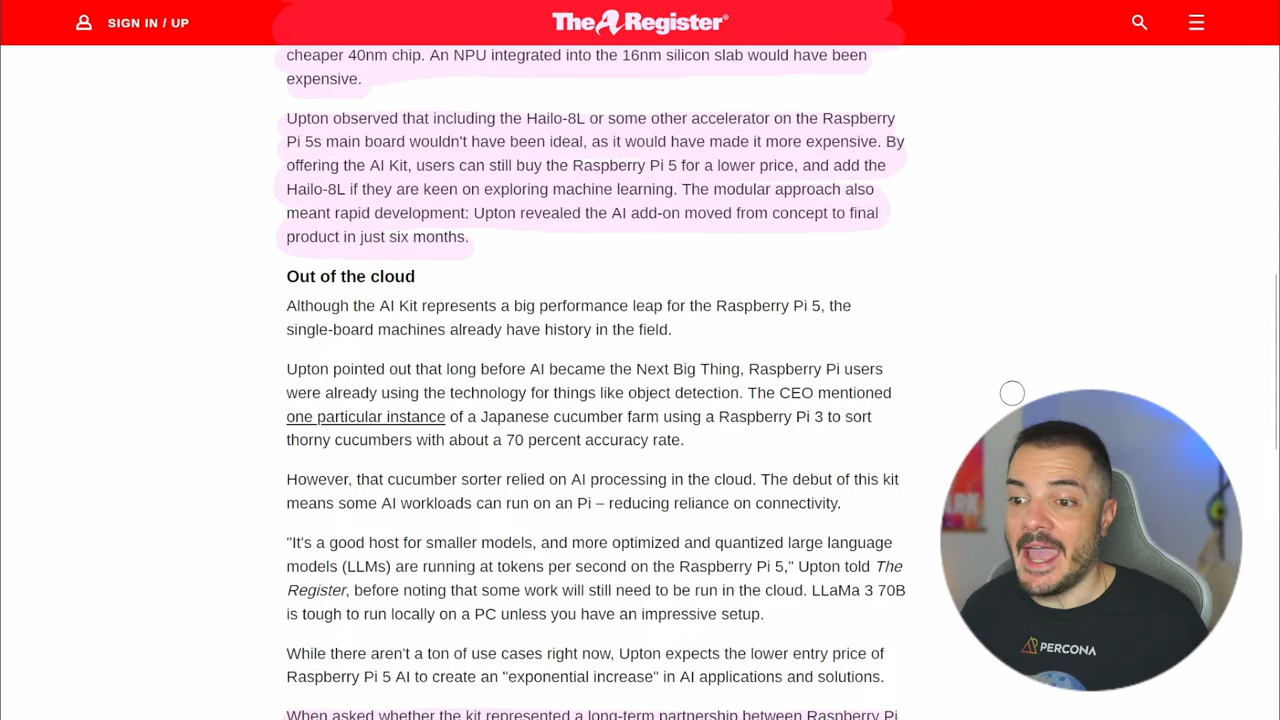 SIGN IN / UP
The Register®
cheaper 40nm chip. An NPU integrated into the 16nm silicon slab would have been
expensive.
Upton observed that including the Hailo-8L or some other accelerator on the Raspberry
Pi 5s main board wouldn't have been ideal, as it would have made it more expensive. By
offering the AI Kit, users can still buy the Raspberry Pi 5 for a lower price, and add the
Hailo-8L if they are keen on exploring machine learning. The modular approach also
meant rapid development: Upton revealed the AI add-on moved from concept to final
product in just six months.
Out of the cloud
Although the AI Kit represents a big performance leap for the Raspberry Pi 5, the
single-board machines already have history in the field.
Upton pointed out that long before AI became the Next Big Thing, Raspberry Pi users
were already using the technology for things like object detection. The CEO mentioned
one particular instance of a Japanese cucumber farm using a Raspberry Pi 3 to sort
thorny cucumbers with about a 70 percent accuracy rate.
However, that cucumber sorter relied on AI processing in the cloud. The debut of this kit
means some AI workloads can run on an Pi – reducing reliance on connectivity.
"It's a good host for smaller models, and more optimized and quantized large language
models (LLMs) are running at tokens per second on the Raspberry Pi 5," Upton told The
Register, before noting that some work will still need to be run in the cloud. LLaMa 3 70B
is tough to run locally on a PC unless you have an impressive setup.
While there aren't a ton of use cases right now, Upton expects the lower entry price of
Raspberry Pi 5 AI to create an "exponential increase" in AI applications and solutions.
When asked whether the kit represented a long-term partnership between Raspberry Pi
PERCONA